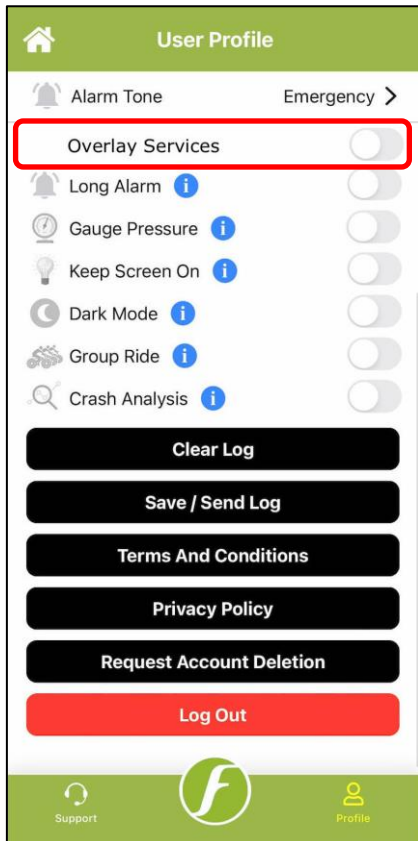 User Profile
Alarm Tone Emergency
Overlay Services
Long Alarm i
Gauge Pressure i
Keep Screen On i
Dark Mode i
Group Ride i
Crash Analysis i
Clear Log
Save / Send Log
Terms And Conditions
Privacy Policy
Request Account Deletion
Log Out
f
Support Profile